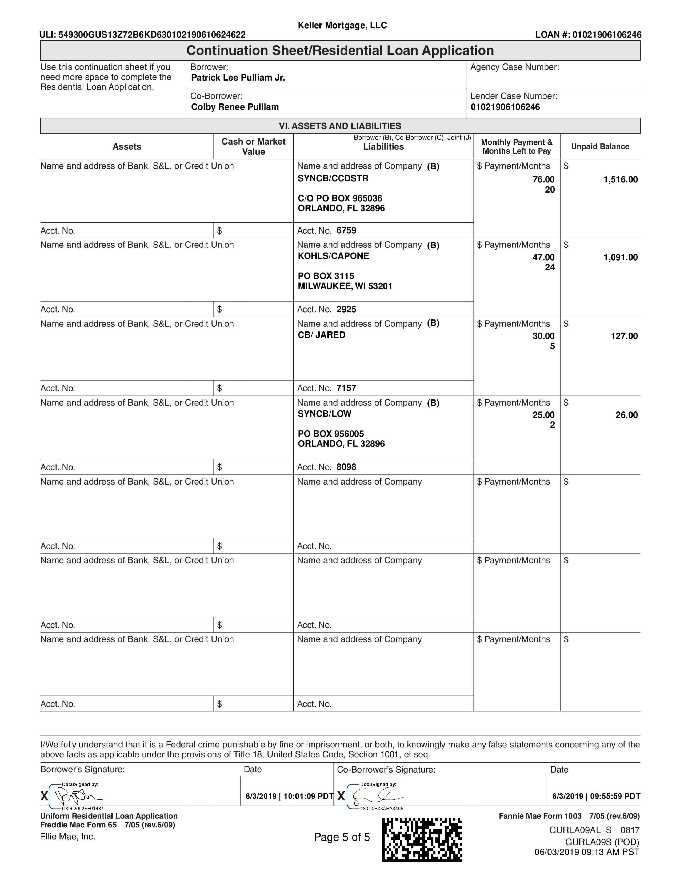 Keller Mortgage, LLC
ULI: 549300GUS13Z72B6KD630102190610624622
LOAN #: 01021906106246
Continuation Sheet/Residential Loan Application
Use this continuation sheet if you need more space to complete the Residential Loan Application.
Borrower:
Patrick Lee Pulliam Jr.
Agency Case Number:
Co-Borrower:
Colby Renee Pulliam
Lender Case Number:
01021906106246
VI. ASSETS AND LIABILITIES
Assets
Cash or Market Value
Borrower (B), Co-Borrower (C), Joint (J)
Liabilities
Monthly Payment & Months Left to Pay
Unpaid Balance
Name and address of Bank, S&L, or Credit Union
Name and address of Company (B)
$ Payment/Months
$
SYNCB/CCDSTR
76.00
1,516.00
20
C/O PO BOX 965036
ORLANDO, FL 32896
Acct. No.
$
Acct. No. 6759
Name and address of Bank, S&L, or Credit Union
Name and address of Company (B)
$ Payment/Months
$
KOHLS/CAPONE
47.00
1,091.00
24
PO BOX 3115
MILWAUKEE, WI 53201
Acct. No.
$
Acct. No. 2925
Name and address of Bank, S&L, or Credit Union
Name and address of Company (B)
$ Payment/Months
$
CB/ JARED
30.00
127.00
5
Acct. No.
$
Acct. No. 7157
Name and address of Bank, S&L, or Credit Union
Name and address of Company (B)
$ Payment/Months
$
SYNCB/LOW
25.00
26.00
2
PO BOX 956005
ORLANDO, FL 32896
Acct. No.
$
Acct. No. 8098
Name and address of Bank, S&L, or Credit Union
Name and address of Company
$ Payment/Months
$
Acct. No.
$
Acct. No.
Name and address of Bank, S&L, or Credit Union
Name and address of Company
$ Payment/Months
$
Acct. No.
$
Acct. No.
Name and address of Bank, S&L, or Credit Union
Name and address of Company
$ Payment/Months
$
Acct. No.
$
Acct. No.
I/We fully understand that it is a Federal crime punishable by fine or imprisonment, or both, to knowingly make any false statements concerning any of the
above facts as applicable under the provisions of Title 18, United States Code, Section 1001, et seq.
Borrower's Signature:
Date
Co-Borrower's Signature:
Date
DocuSigned by:
DocuSigned by:
X
6/3/2019 | 10:01:09 PDT
X
6/3/2019 | 09:55:59 PDT
Uniform Residential Loan Application
Freddie Mac Form 65 7/05 (rev.6/09)
Ellie Mae, Inc.
Page 5 of 5
Fannie Mae Form 1003 7/05 (rev.6/09)
GURLA09AL S 0817
GURLA09S (POD)
06/03/2019 09:13 AM PST